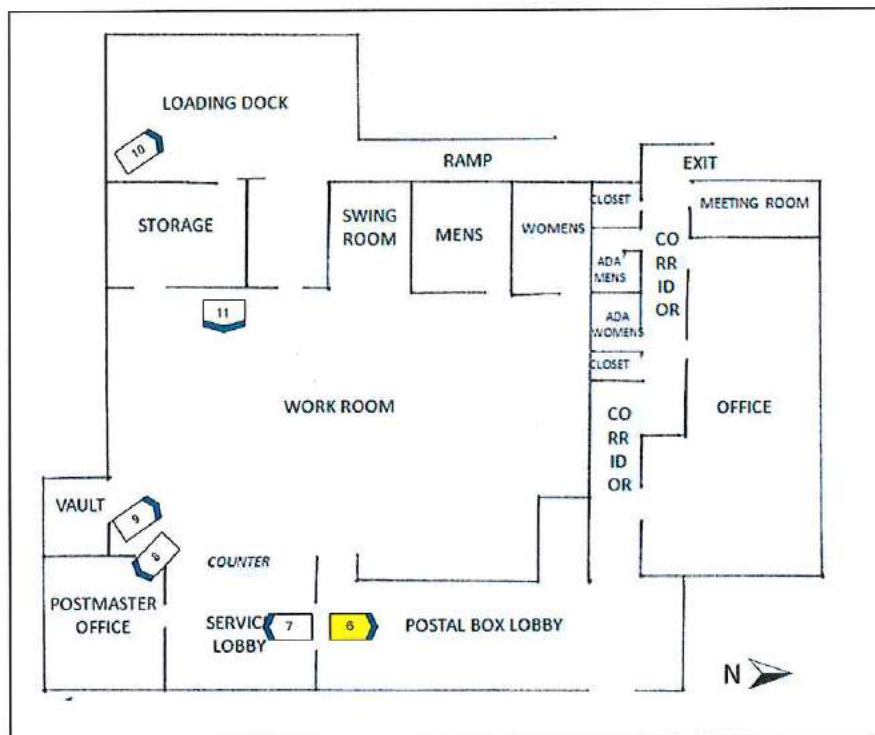 LOADING DOCK
10
RAMP
EXIT
CLOSET
MEETING ROOM
STORAGE
SWING
ROOM
MENS
WOMENS
CO
RR
ID
OR
ADA
MENS
11
ADA
WOMENS
CLOSET
WORK ROOM
CO
RR
ID
OR
OFFICE
VAULT
9
8
COUNTER
POSTMASTER
OFFICE
SERVICE
LOBBY
7
6
POSTAL BOX LOBBY
N